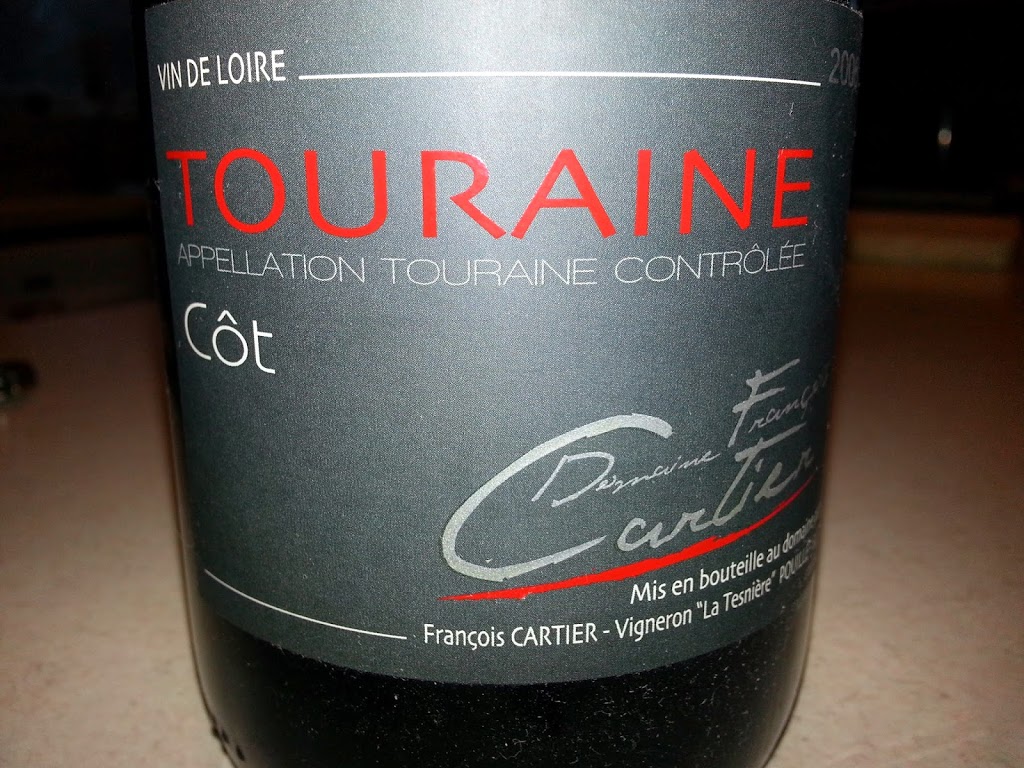 VIN DE LOIRE
TOURAINE
APPELLATION TOURAINE CONTRÔLÉE
Côt
Domaine
Cartier
Mis en bouteille au domaine
François CARTIER - Vigneron "La Tesnière"